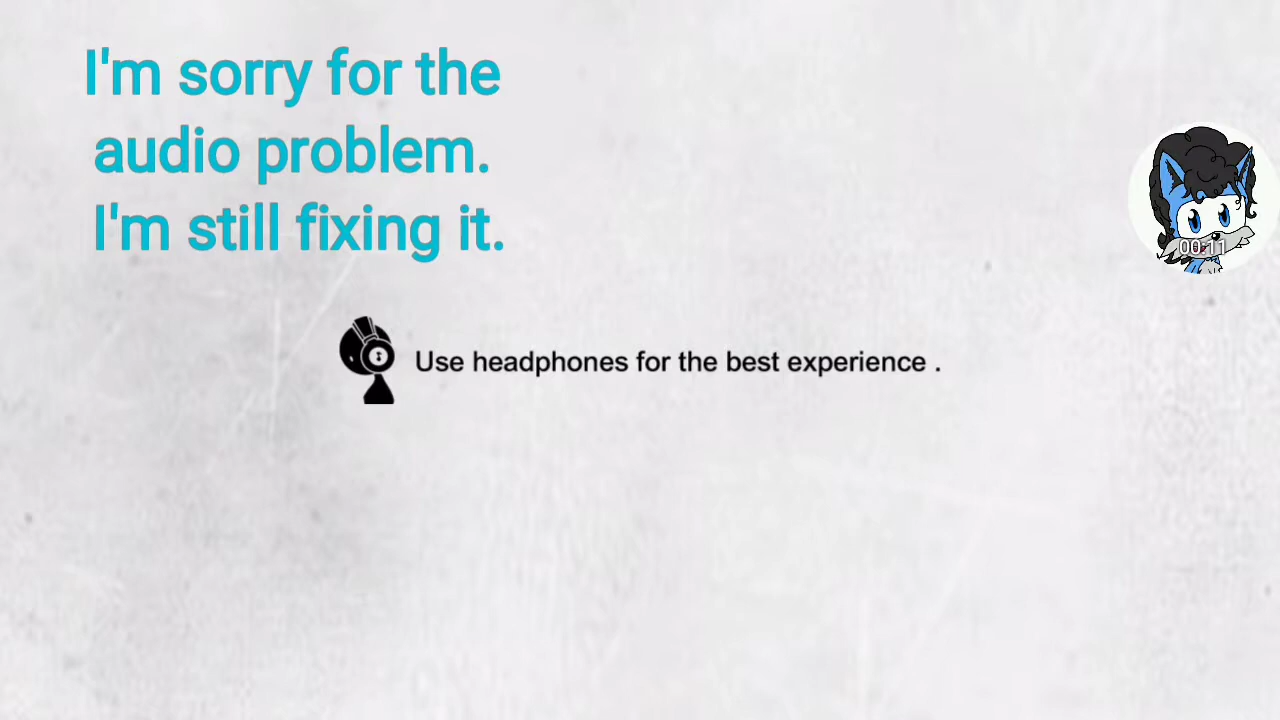 I'm sorry for the
audio problem.
I'm still fixing it.
00:11
Use headphones for the best experience .